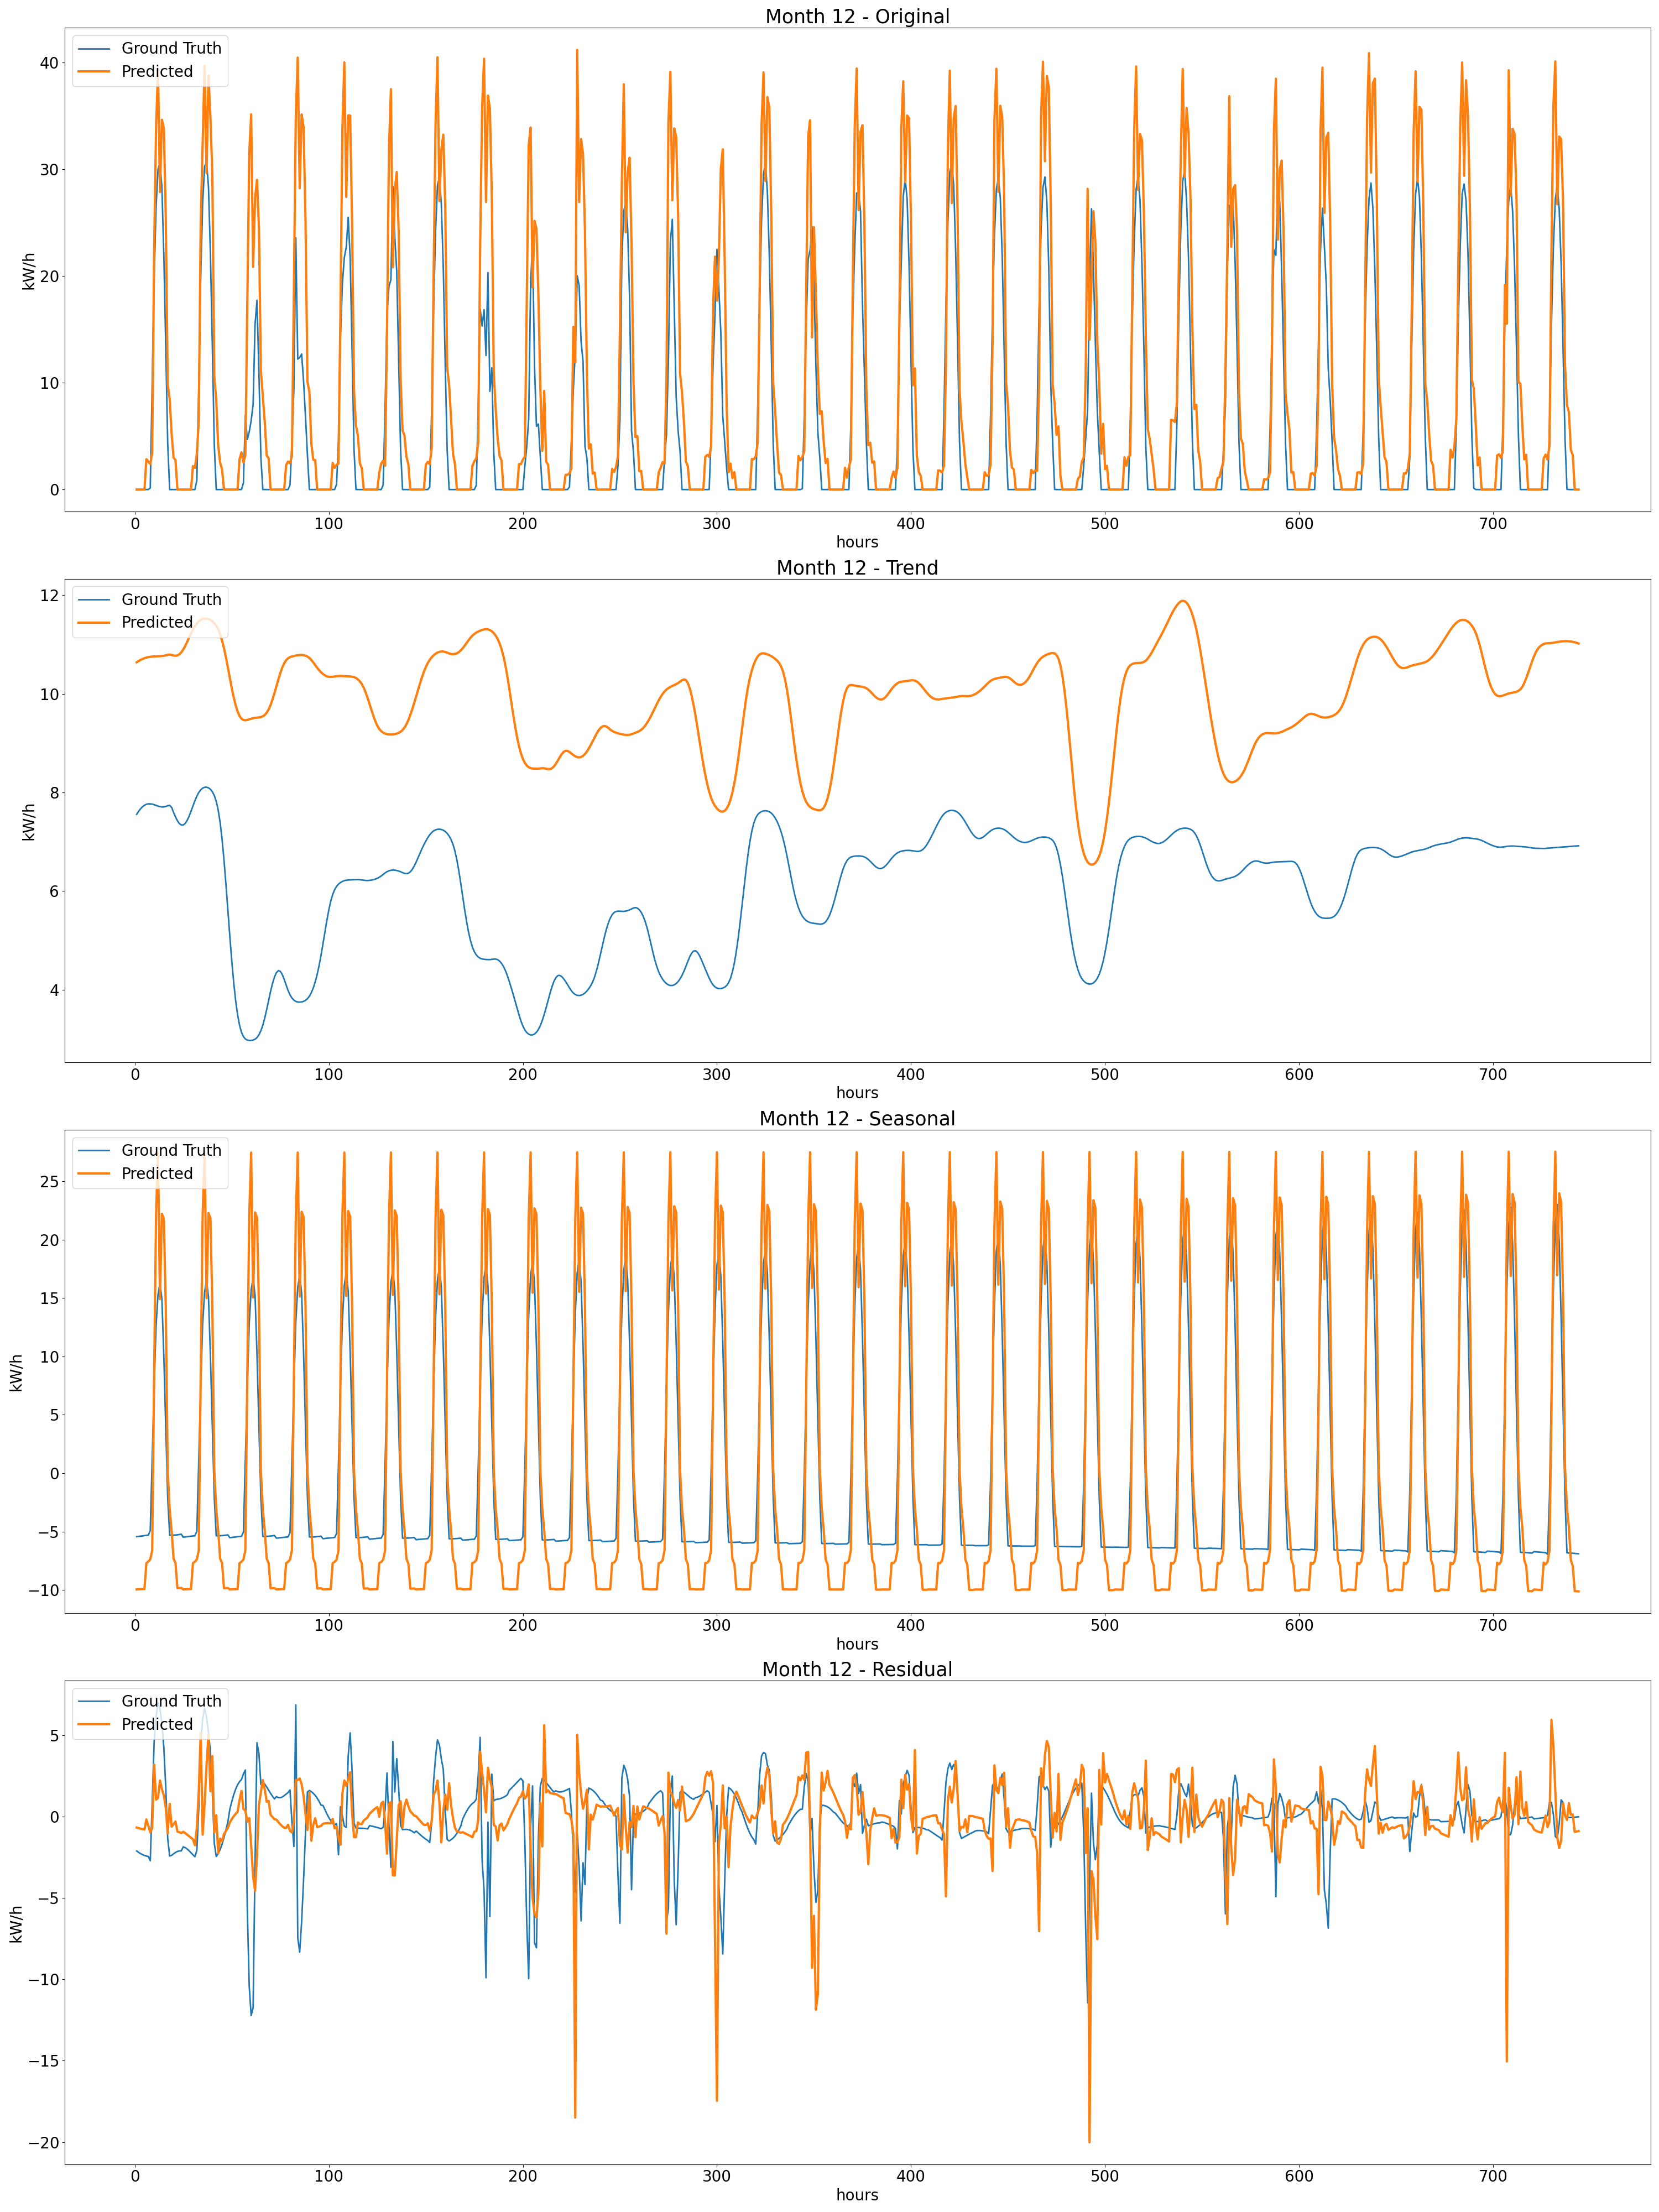 Month 12 - Original
Ground Truth
Predicted
kW/h
40
30
20
10
0
0 100 200 300 400 500 600 700
hours
Month 12 - Trend
Ground Truth
Predicted
kW/h
12
10
8
6
4
0 100 200 300 400 500 600 700
hours
Month 12 - Seasonal
Ground Truth
Predicted
kW/h
25
20
15
10
5
0
−5
−10
0 100 200 300 400 500 600 700
hours
Month 12 - Residual
Ground Truth
Predicted
kW/h
5
0
−5
−10
−15
−20
0 100 200 300 400 500 600 700
hours